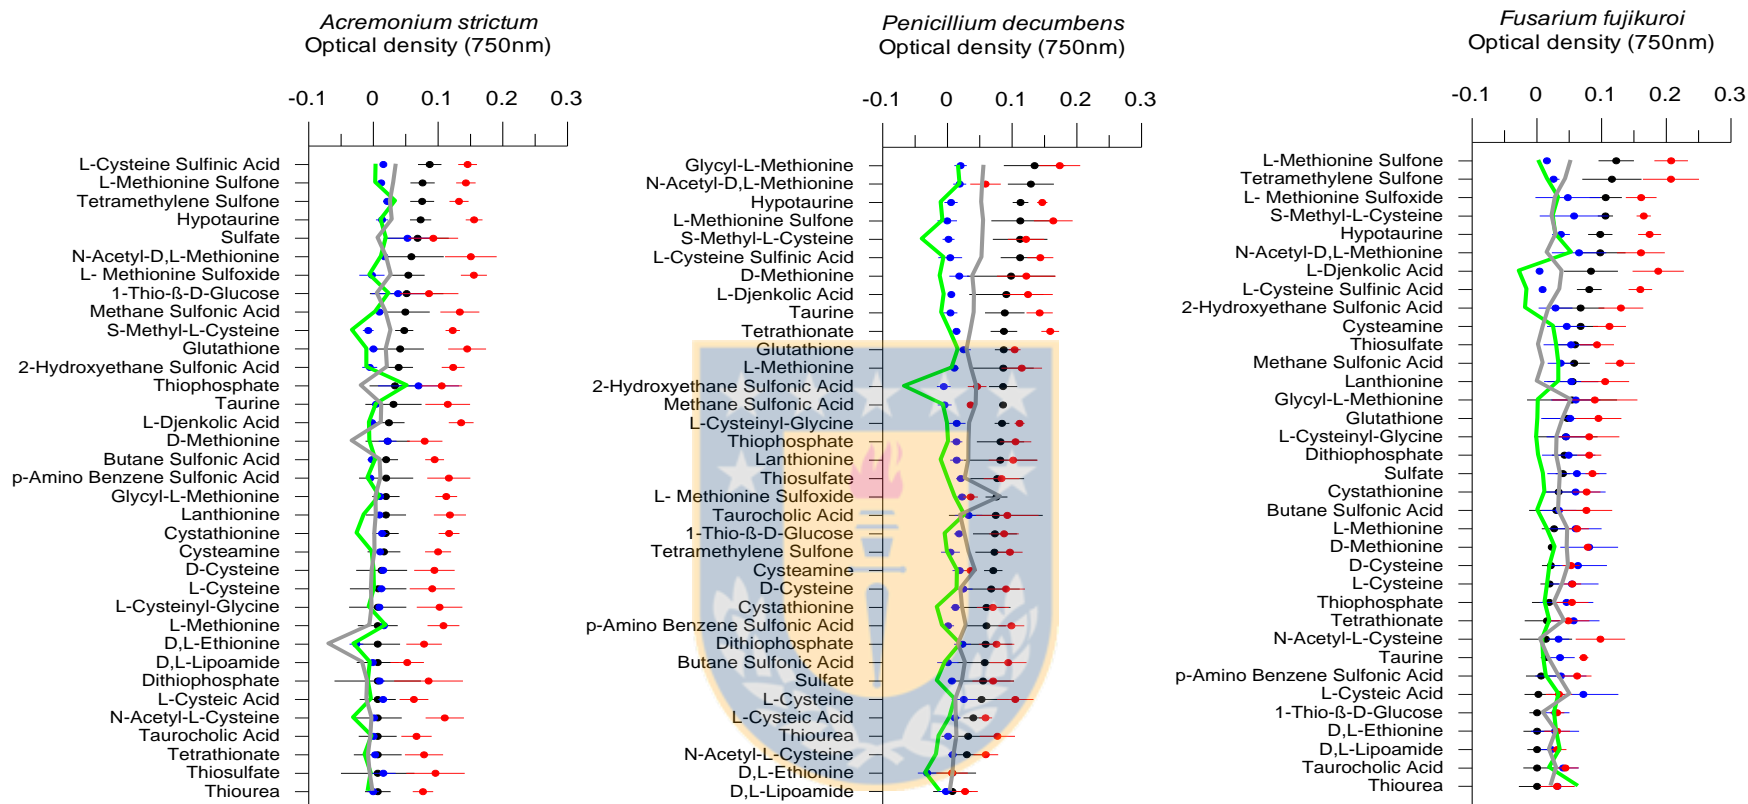 Acremonium strictum
Optical density (750nm)
-0.1 0 0.1 0.2 0.3
L-Cysteine Sulfinic Acid
L-Methionine Sulfone
Tetramethylene Sulfone
Hypotaurine
Sulfate
N-Acetyl-D,L-Methionine
L- Methionine Sulfoxide
1-Thio-ß-D-Glucose
Methane Sulfonic Acid
S-Methyl-L-Cysteine
Glutathione
2-Hydroxyethane Sulfonic Acid
Thiophosphate
Taurine
L-Djenkolic Acid
D-Methionine
Butane Sulfonic Acid
p-Amino Benzene Sulfonic Acid
Glycyl-L-Methionine
Lanthionine
Cystathionine
Cysteamine
D-Cysteine
L-Cysteine
L-Cysteinyl-Glycine
L-Methionine
D,L-Ethionine
D,L-Lipoamide
Dithiophosphate
L-Cysteic Acid
N-Acetyl-L-Cysteine
Taurocholic Acid
Tetrathionate
Thiosulfate
Thiourea
Penicillium decumbens
Optical density (750nm)
-0.1 0 0.1 0.2 0.3
Glycyl-L-Methionine
N-Acetyl-D,L-Methionine
Hypotaurine
L-Methionine Sulfone
S-Methyl-L-Cysteine
L-Cysteine Sulfinic Acid
D-Methionine
L-Djenkolic Acid
Taurine
Tetrathionate
Glutathione
L-Methionine
2-Hydroxyethane Sulfonic Acid
Methane Sulfonic Acid
L-Cysteinyl-Glycine
Thiophosphate
Lanthionine
Thiosulfate
L- Methionine Sulfoxide
Taurocholic Acid
1-Thio-ß-D-Glucose
Tetramethylene Sulfone
Cysteamine
D-Cysteine
Cystathionine
p-Amino Benzene Sulfonic Acid
Dithiophosphate
Butane Sulfonic Acid
Sulfate
L-Cysteine
L-Cysteic Acid
Thiourea
N-Acetyl-L-Cysteine
D,L-Ethionine
D,L-Lipoamide
Fusarium fujikuroi
Optical density (750nm)
-0.1 0 0.1 0.2 0.3
L-Methionine Sulfone
Tetramethylene Sulfone
L- Methionine Sulfoxide
S-Methyl-L-Cysteine
Hypotaurine
N-Acetyl-D,L-Methionine
L-Djenkolic Acid
L-Cysteine Sulfinic Acid
2-Hydroxyethane Sulfonic Acid
Cysteamine
Thiosulfate
Methane Sulfonic Acid
Lanthionine
Glycyl-L-Methionine
Glutathione
L-Cysteinyl-Glycine
Dithiophosphate
Sulfate
Cystathionine
Butane Sulfonic Acid
L-Methionine
D-Methionine
D-Cysteine
L-Cysteine
Thiophosphate
Tetrathionate
N-Acetyl-L-Cysteine
Taurine
p-Amino Benzene Sulfonic Acid
L-Cysteic Acid
1-Thio-ß-D-Glucose
D,L-Ethionine
D,L-Lipoamide
Taurocholic Acid
Thiourea